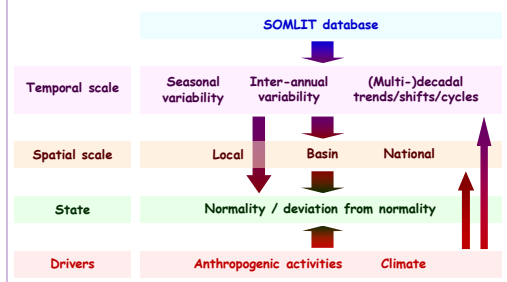 SOMLIT database
Temporal scale
Seasonal variability
Inter-annual variability
(Multi-)decadal trends/shifts/cycles
Spatial scale
Local
Basin
National
State
Normality / deviation from normality
Drivers
Anthropogenic activities
Climate